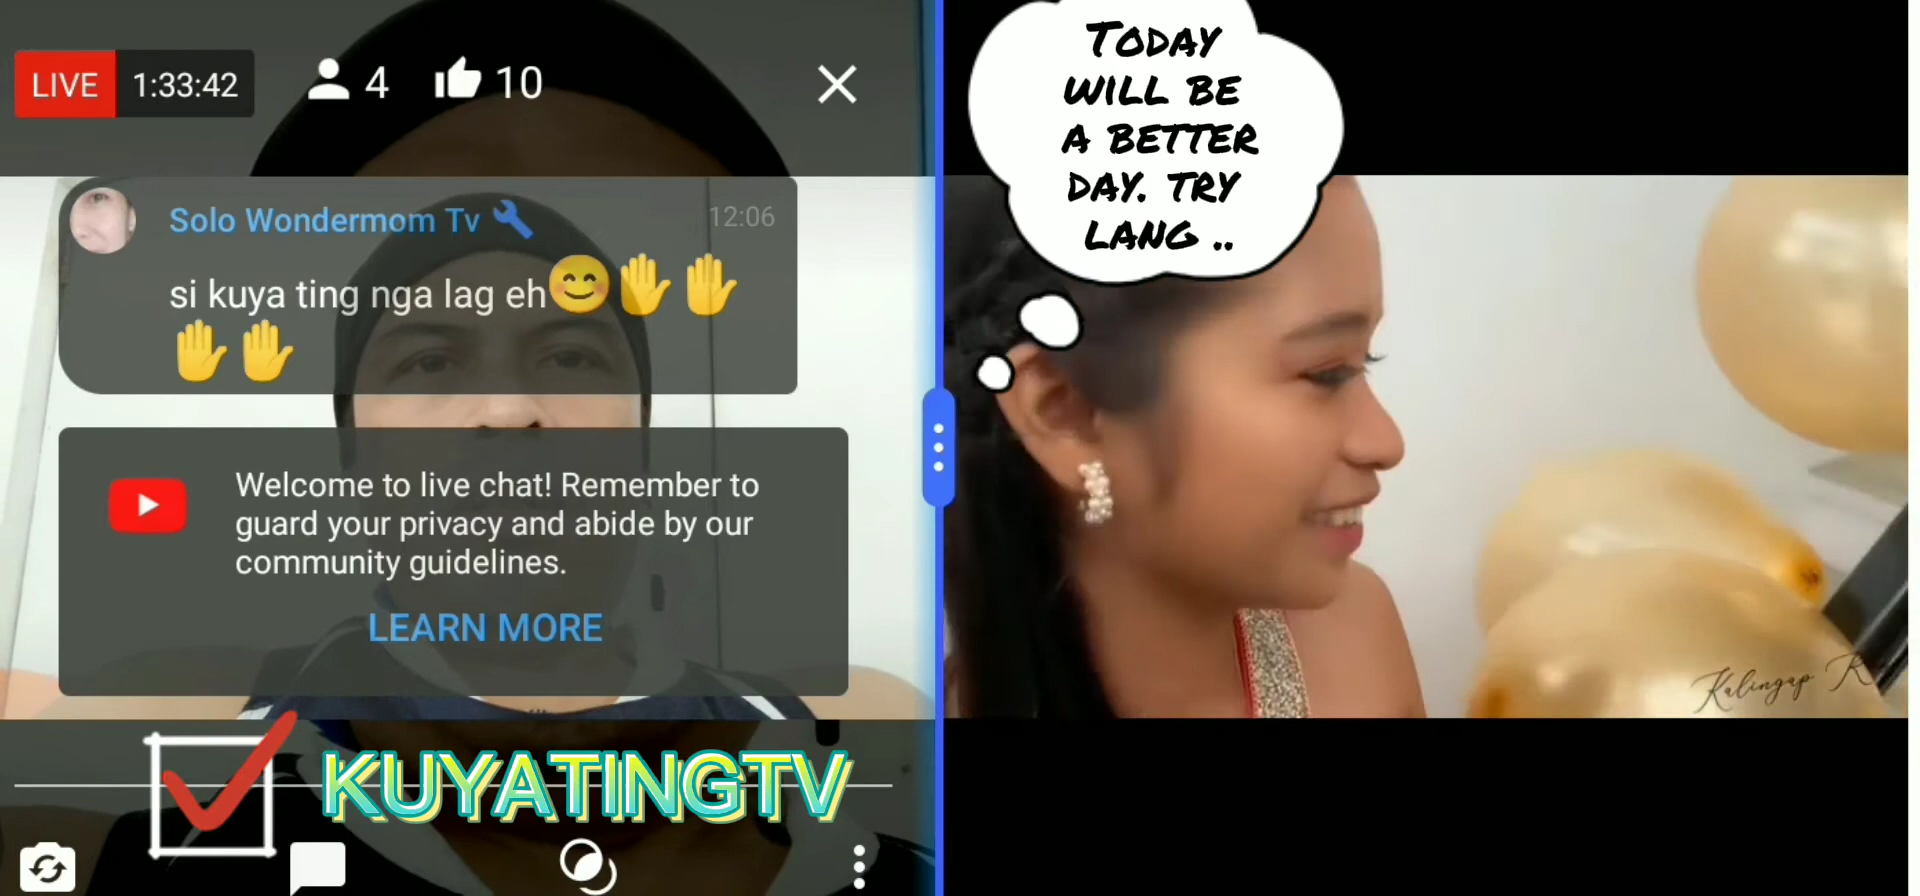 LIVE 1:33:42 4 10
Solo Wondermom Tv 12:06
si kuya ting nga lag eh😊✋✋
✋✋
Welcome to live chat! Remember to
guard your privacy and abide by our
community guidelines.
LEARN MORE
KUYATINGTV
TODAY
WILL BE
A BETTER
DAY. TRY
LANG ..
Kalingap R